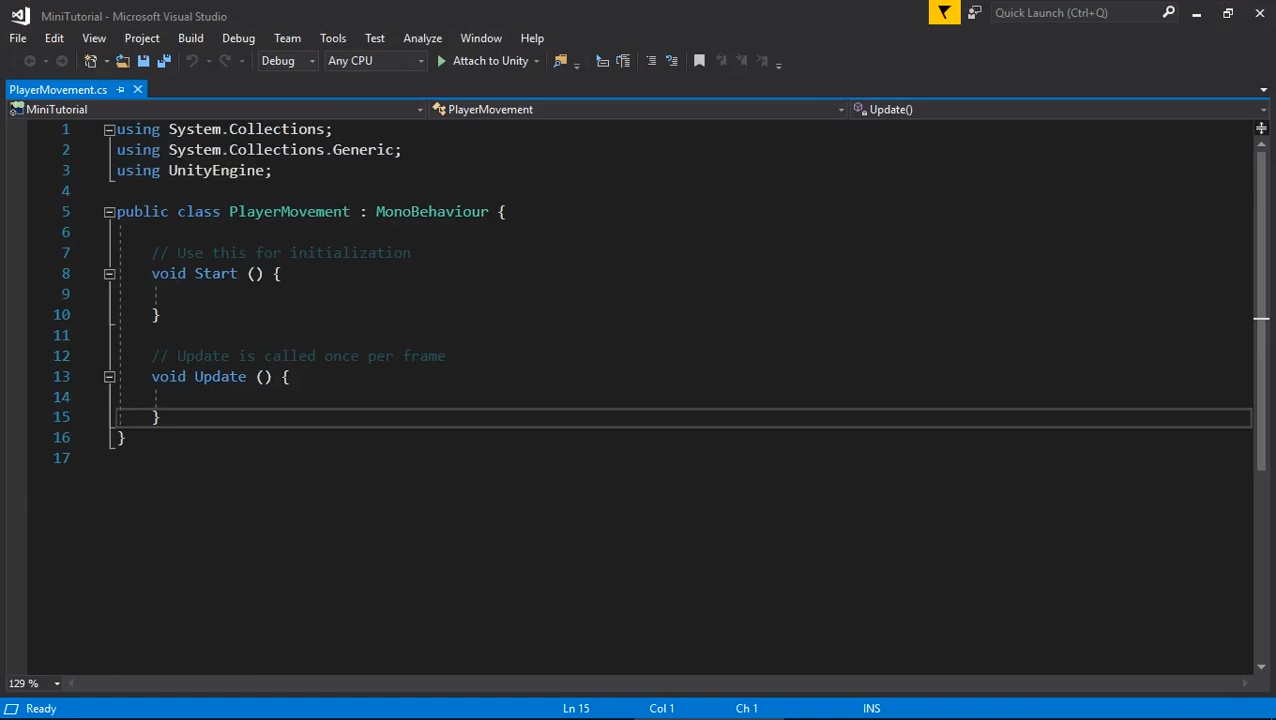 MiniTutorial - Microsoft Visual Studio
Quick Launch (Ctrl+Q)
File Edit View Project Build Debug Team Tools Test Analyze Window Help
Debug Any CPU Attach to Unity
PlayerMovement.cs
MiniTutorial PlayerMovement Update()
1 using System.Collections;
2 using System.Collections.Generic;
3 using UnityEngine;
4
5 public class PlayerMovement : MonoBehaviour {
6
7 // Use this for initialization
8 void Start () {
9
10 }
11
12 // Update is called once per frame
13 void Update () {
14
15 }
16 }
17
129 %
Ready Ln 15 Col 1 Ch 1 INS